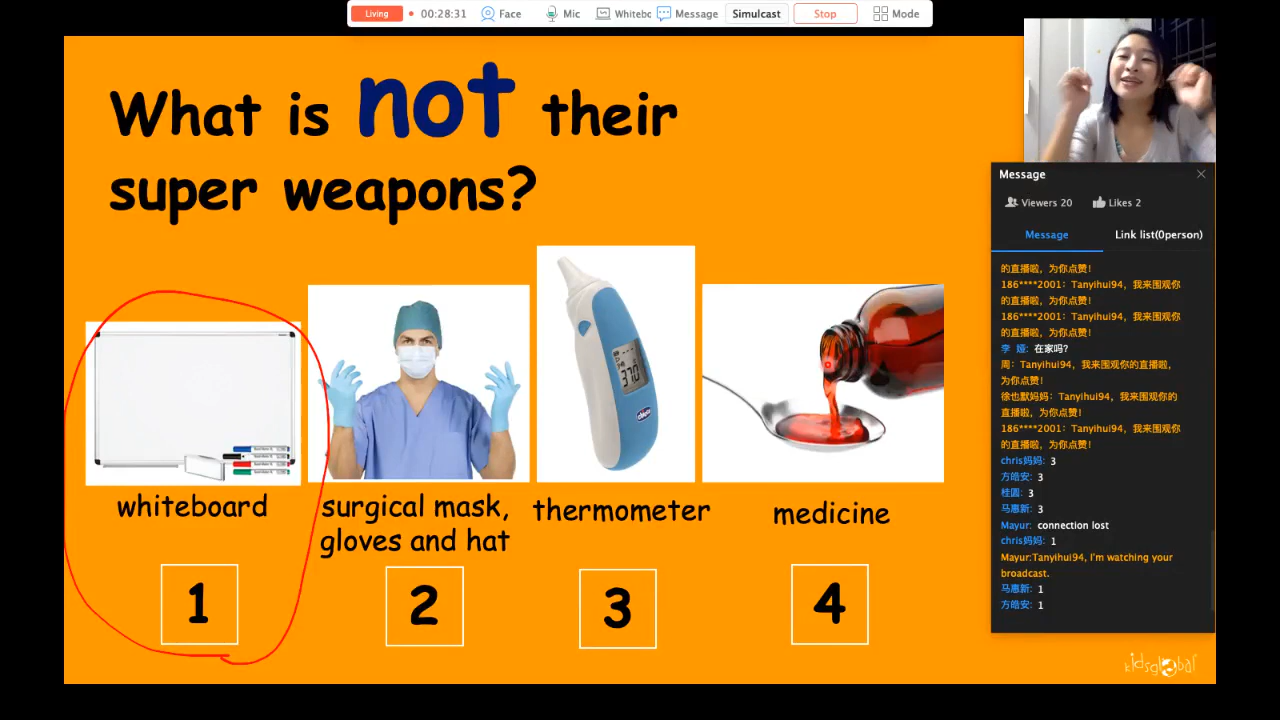 Living
00:28:31
Face
Mic
Whitebc
Message
Simulcast
Stop
Mode
What is not their
super weapons?
whiteboard
surgical mask,
gloves and hat
thermometer
medicine
37.0
chicco
1
2
3
4
Message
Viewers 20
Likes 2
Message
Link list(0person)
的直播啦，为你点赞！
186****2001：Tanyihui94，我来围观你
的直播啦，为你点赞！
186****2001：Tanyihui94，我来围观你
的直播啦，为你点赞！
李 娅：在家吗？
周：Tanyihui94，我来围观你的直播啦，
为你点赞！
徐也默妈妈：Tanyihui94，我来围观你的
直播啦，为你点赞！
186****2001：Tanyihui94，我来围观你
的直播啦，为你点赞！
chris妈妈：3
方皓安：3
桂圆：3
马惠新：3
Mayur: connection lost
chris妈妈：1
Mayur:Tanyihui94, I'm watching your
broadcast.
马惠新：1
方皓安：1
kidsglobal